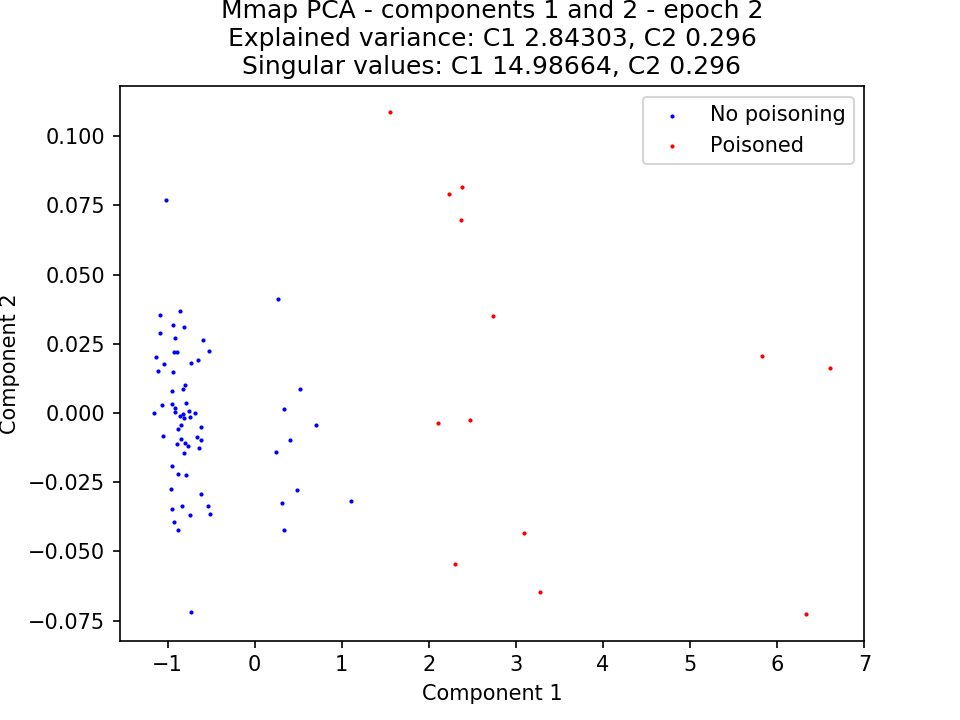 Mmap PCA - components 1 and 2 - epoch 2
Explained variance: C1 2.84303, C2 0.296
Singular values: C1 14.98664, C2 0.296
No poisoning
Poisoned
0.100
0.075
0.050
0.025
0.000
−0.025
−0.050
−0.075
Component 2
−1 0 1 2 3 4 5 6 7
Component 1